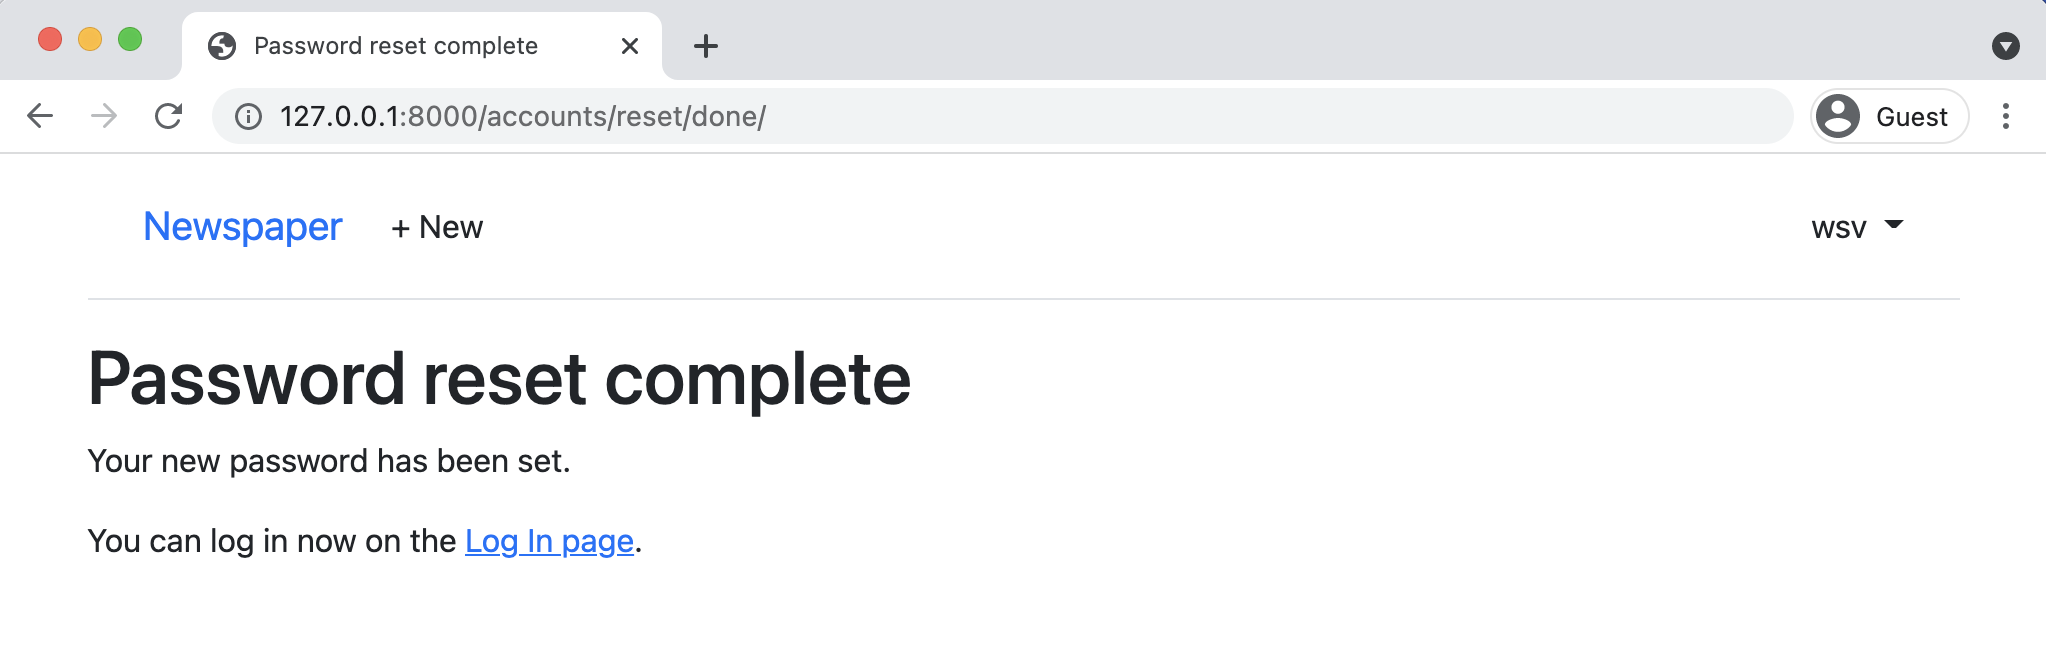 Password reset complete
127.0.0.1:8000/accounts/reset/done/
Guest
Newspaper + New wsv
Password reset complete
Your new password has been set.
You can log in now on the Log In page.